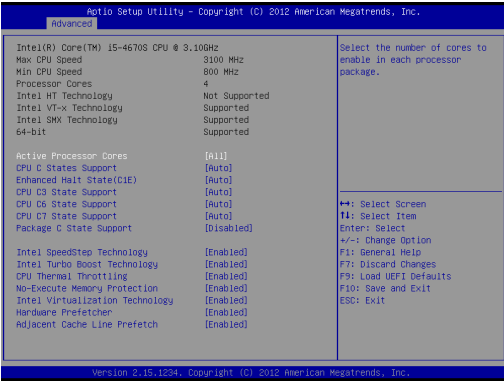 Aptio Setup Utility – Copyright (C) 2012 American Megatrends, Inc.
Advanced
Intel(R) Core(TM) i5-4670S CPU @ 3.10GHz
Max CPU Speed 3100 MHz
Min CPU Speed 800 MHz
Processor Cores 4
Intel HT Technology Not Supported
Intel VT-x Technology Supported
Intel SMX Technology Supported
64-bit Supported
Active Processor Cores [All]
CPU C States Support [Auto]
Enhanced Halt State(C1E) [Auto]
CPU C3 State Support [Auto]
CPU C6 State Support [Auto]
CPU C7 State Support [Auto]
Package C State Support [Disabled]
Intel SpeedStep Technology [Enabled]
Intel Turbo Boost Technology [Enabled]
CPU Thermal Throttling [Enabled]
No-Execute Memory Protection [Enabled]
Intel Virtualization Technology [Enabled]
Hardware Prefetcher [Enabled]
Adjacent Cache Line Prefetch [Enabled]
Select the number of cores to
enable in each processor
package.
↔: Select Screen
↑↓: Select Item
Enter: Select
+/-: Change Option
F1: General Help
F7: Discard Changes
F9: Load UEFI Defaults
F10: Save and Exit
ESC: Exit
Version 2.15.1234. Copyright (C) 2012 American Megatrends, Inc.